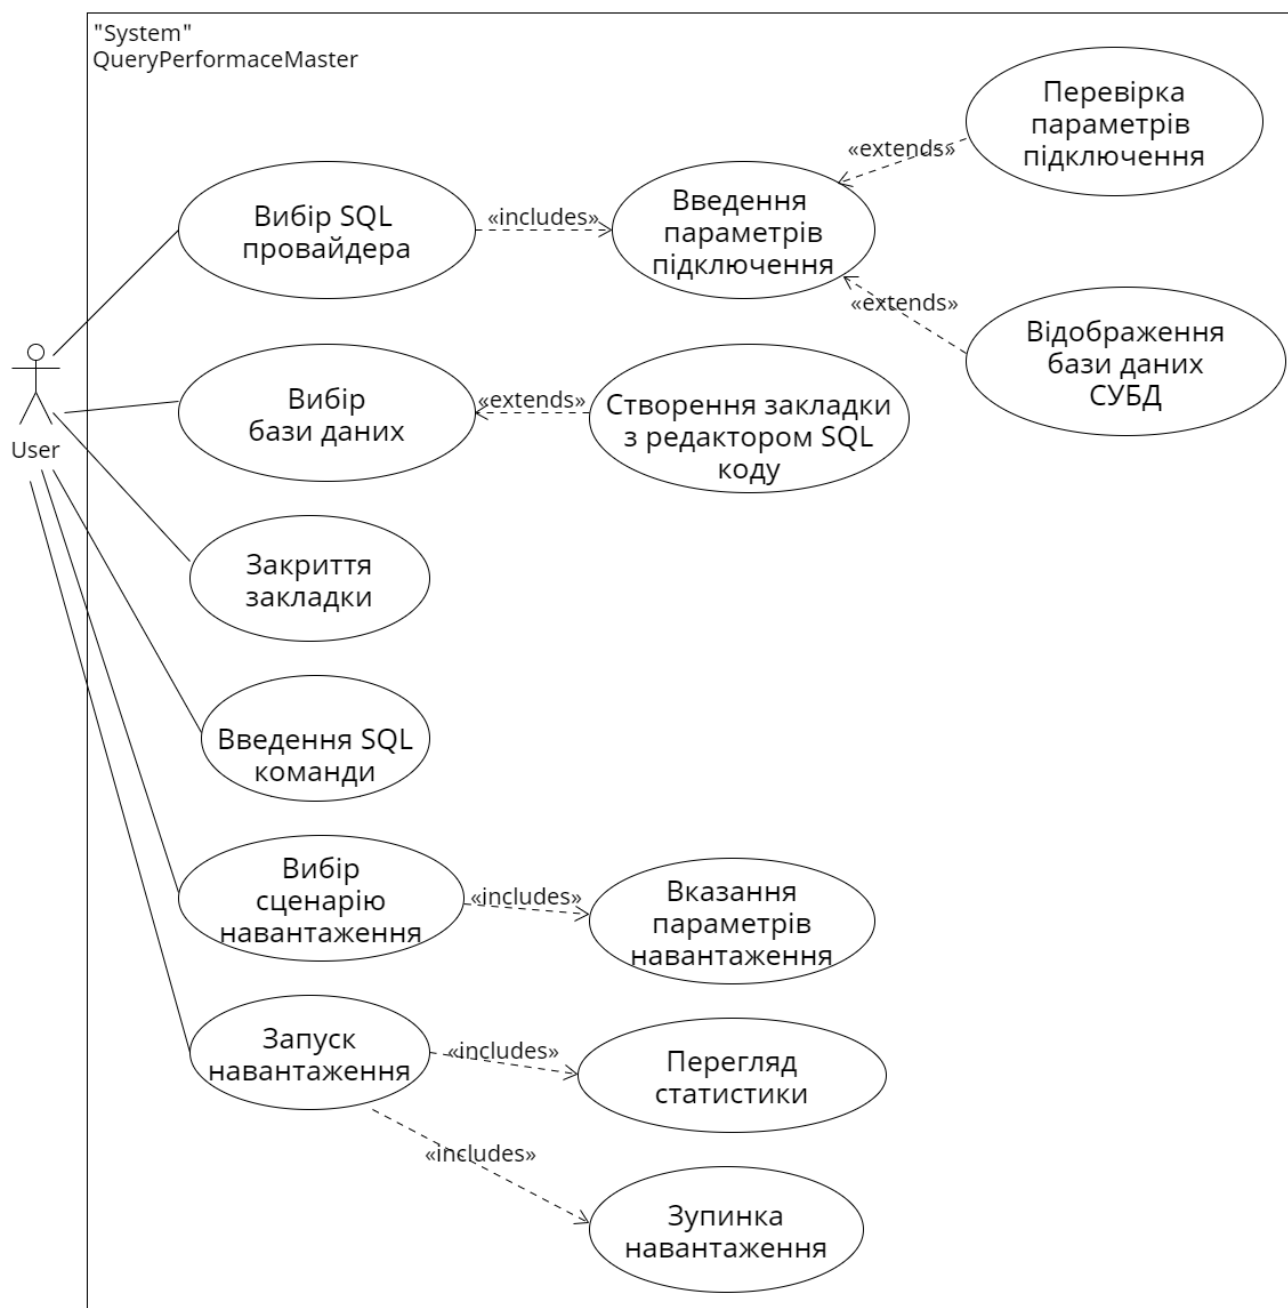 "System"
QueryPerformaceMaster
Перевірка
параметрів
підключення
«extends»
Вибір SQL
провайдера
«includes»
Введення
параметрів
підключення
«extends»
Відображення
бази даних
СУБД
User
Вибір
бази даних
«extends»
Створення закладки
з редактором SQL
коду
Закриття
закладки
Введення SQL
команди
Вибір
сценарію
навантаження
«includes»
Вказання
параметрів
навантаження
Запуск
навантаження
«includes»
Перегляд
статистики
«includes»
Зупинка
навантаження